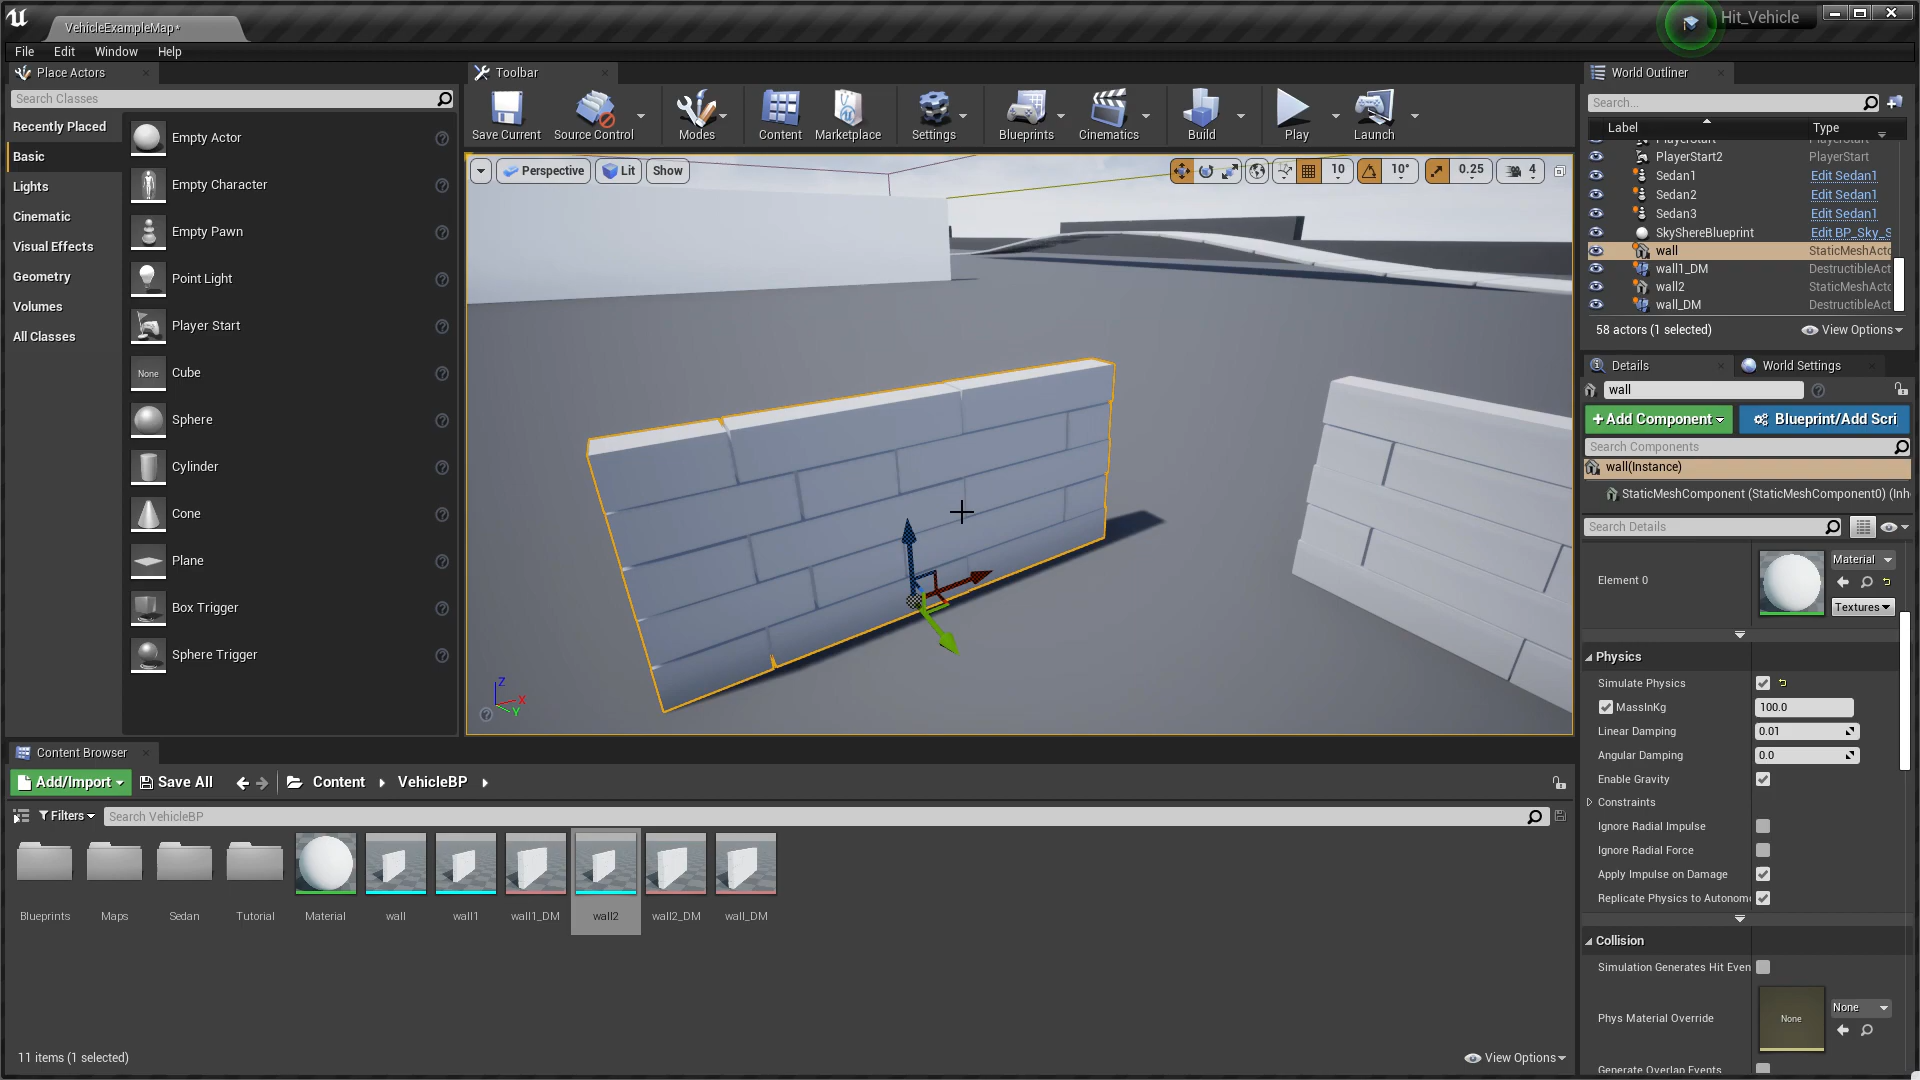 VehicleExampleMap*
Hit_Vehicle
File Edit Window Help
Place Actors
Search Classes
Recently Placed
Basic
Lights
Cinematic
Visual Effects
Geometry
Volumes
All Classes
Empty Actor
Empty Character
Empty Pawn
Point Light
Player Start
None
Cube
Sphere
Cylinder
Cone
Plane
Box Trigger
Sphere Trigger
Toolbar
Save Current
Source Control
Modes
Content
Marketplace
Settings
Blueprints
Cinematics
Build
Play
Launch
Perspective
Lit
Show
10
10°
0.25
4
Z
X
Y
World Outliner
Search...
Label Type
PlayerStart2 PlayerStart
Sedan1 Edit Sedan1
Sedan2 Edit Sedan1
Sedan3 Edit Sedan1
SkyShereBlueprint Edit BP_Sky_S
wall StaticMeshActo
wall1_DM DestructibleAct
wall2 StaticMeshActo
wall_DM DestructibleAct
58 actors (1 selected)
View Options
Details
World Settings
wall
+Add Component
Blueprint/Add Scri
Search Components
wall(Instance)
StaticMeshComponent (StaticMeshComponent0) (Inh
Search Details
Element 0
Material
Textures
Physics
Simulate Physics
MassInKg 100.0
Linear Damping 0.01
Angular Damping 0.0
Enable Gravity
Constraints
Ignore Radial Impulse
Ignore Radial Force
Apply Impulse on Damage
Replicate Physics to Autonom
Collision
Simulation Generates Hit Even
Phys Material Override
None
None
Generate Overlap Events
Content Browser
Add/Import
Save All
Content
VehicleBP
Filters
Search VehicleBP
Blueprints
Maps
Sedan
Tutorial
Material
wall
wall1
wall1_DM
wall2
wall2_DM
wall_DM
11 items (1 selected)
View Options